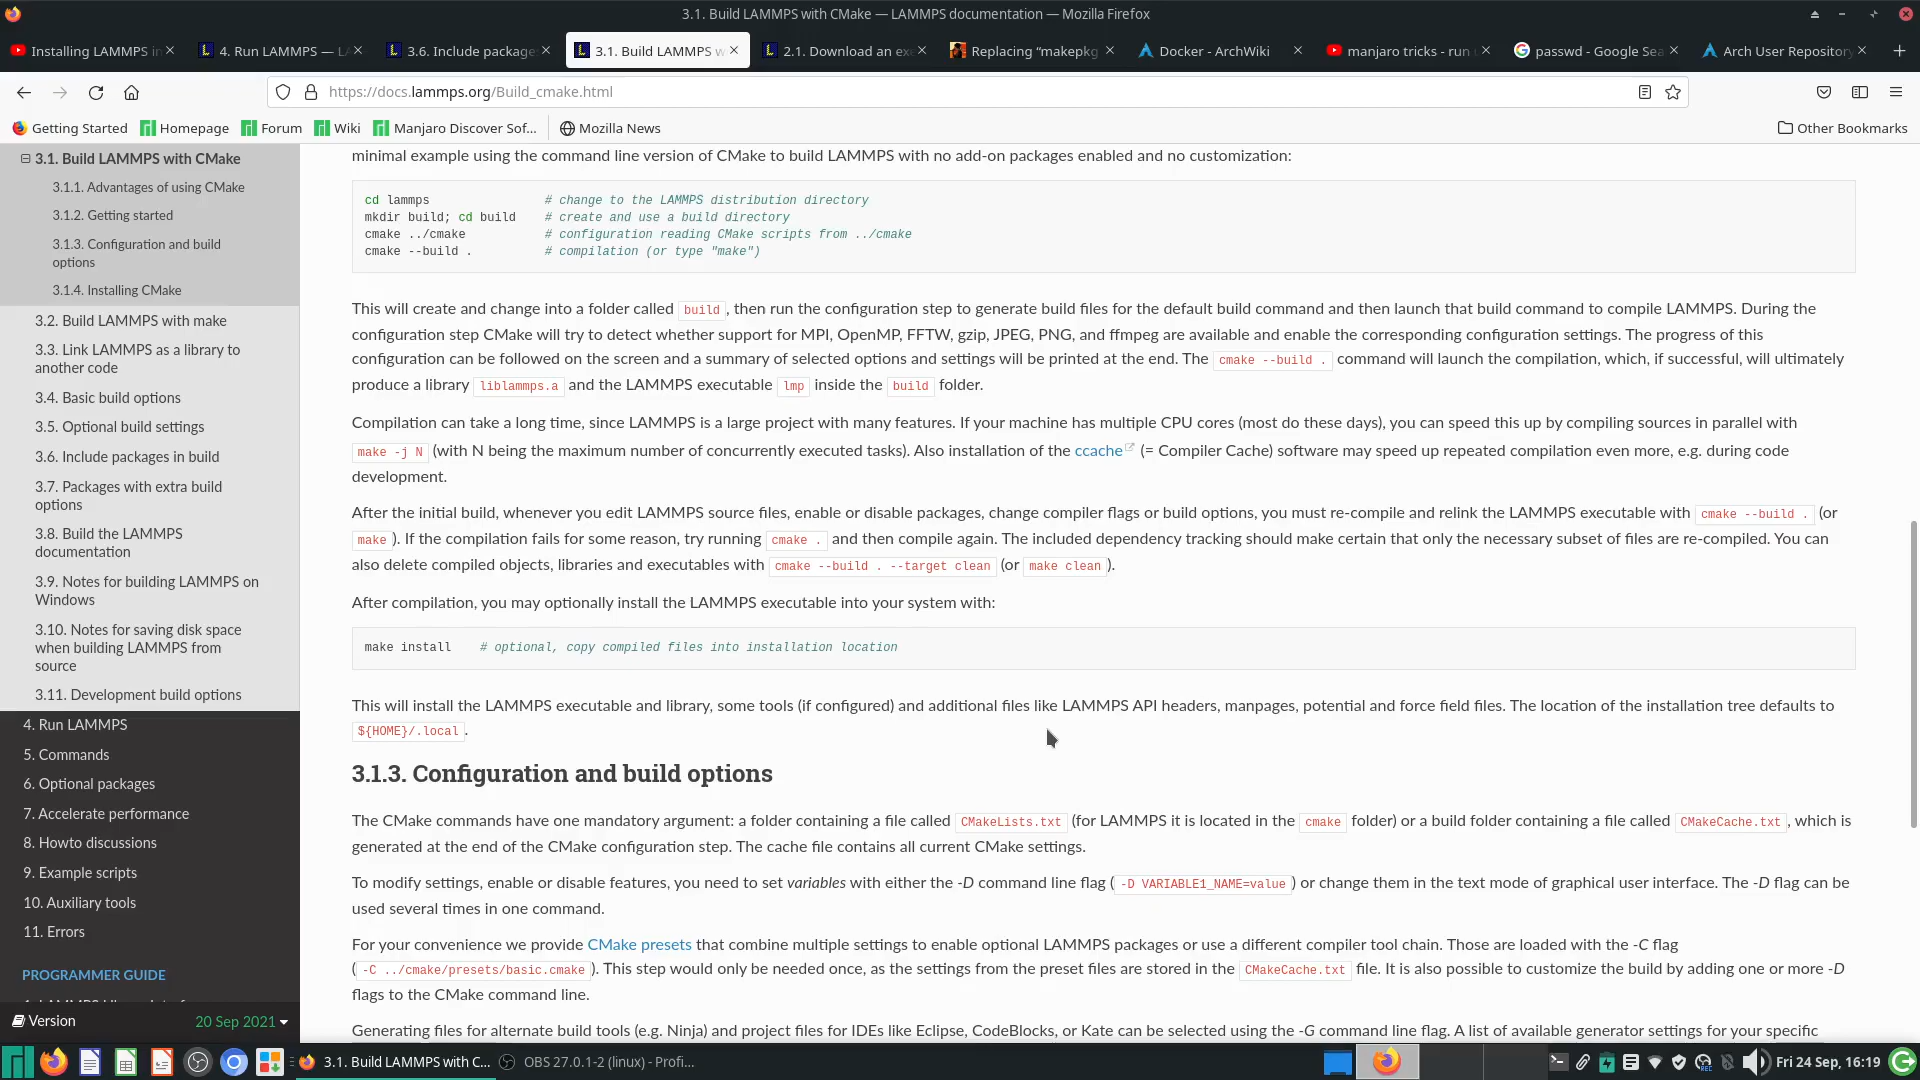 3.1. Build LAMMPS with CMake — LAMMPS documentation — Mozilla Firefox
Installing LAMMPS in
4. Run LAMMPS — LA
3.6. Include package
3.1. Build LAMMPS w
2.1. Download an exe
Replacing “makepkg
Docker - ArchWiki
manjaro tricks - run
passwd - Google Sea
Arch User Repository
https://docs.lammps.org/Build_cmake.html
Getting Started
Homepage
Forum
Wiki
Manjaro Discover Sof...
Mozilla News
Other Bookmarks
3.1. Build LAMMPS with CMake
3.1.1. Advantages of using CMake
3.1.2. Getting started
3.1.3. Configuration and build
options
3.1.4. Installing CMake
3.2. Build LAMMPS with make
3.3. Link LAMMPS as a library to
another code
3.4. Basic build options
3.5. Optional build settings
3.6. Include packages in build
3.7. Packages with extra build
options
3.8. Build the LAMMPS
documentation
3.9. Notes for building LAMMPS on
Windows
3.10. Notes for saving disk space
when building LAMMPS from
source
3.11. Development build options
4. Run LAMMPS
5. Commands
6. Optional packages
7. Accelerate performance
8. Howto discussions
9. Example scripts
10. Auxiliary tools
11. Errors
PROGRAMMER GUIDE
Version
20 Sep 2021
minimal example using the command line version of CMake to build LAMMPS with no add-on packages enabled and no customization:
cd lammps # change to the LAMMPS distribution directory
mkdir build; cd build # create and use a build directory
cmake ../cmake # configuration reading CMake scripts from ../cmake
cmake --build . # compilation (or type "make")
This will create and change into a folder called build, then run the configuration step to generate build files for the default build command and then launch that build command to compile LAMMPS. During the
configuration step CMake will try to detect whether support for MPI, OpenMP, FFTW, gzip, JPEG, PNG, and ffmpeg are available and enable the corresponding configuration settings. The progress of this
configuration can be followed on the screen and a summary of selected options and settings will be printed at the end. The cmake --build . command will launch the compilation, which, if successful, will ultimately
produce a library liblammps.a and the LAMMPS executable lmp inside the build folder.
Compilation can take a long time, since LAMMPS is a large project with many features. If your machine has multiple CPU cores (most do these days), you can speed this up by compiling sources in parallel with
make -j N (with N being the maximum number of concurrently executed tasks). Also installation of the ccache (= Compiler Cache) software may speed up repeated compilation even more, e.g. during code
development.
After the initial build, whenever you edit LAMMPS source files, enable or disable packages, change compiler flags or build options, you must re-compile and relink the LAMMPS executable with cmake --build . (or
make). If the compilation fails for some reason, try running cmake . and then compile again. The included dependency tracking should make certain that only the necessary subset of files are re-compiled. You can
also delete compiled objects, libraries and executables with cmake --build . --target clean (or make clean).
After compilation, you may optionally install the LAMMPS executable into your system with:
make install # optional, copy compiled files into installation location
This will install the LAMMPS executable and library, some tools (if configured) and additional files like LAMMPS API headers, manpages, potential and force field files. The location of the installation tree defaults to
${HOME}/.local.
3.1.3. Configuration and build options
The CMake commands have one mandatory argument: a folder containing a file called CMakeLists.txt (for LAMMPS it is located in the cmake folder) or a build folder containing a file called CMakeCache.txt, which is
generated at the end of the CMake configuration step. The cache file contains all current CMake settings.
To modify settings, enable or disable features, you need to set variables with either the -D command line flag (-D VARIABLE1_NAME=value) or change them in the text mode of graphical user interface. The -D flag can be
used several times in one command.
For your convenience we provide CMake presets that combine multiple settings to enable optional LAMMPS packages or use a different compiler tool chain. Those are loaded with the -C flag
(-C ../cmake/presets/basic.cmake). This step would only be needed once, as the settings from the preset files are stored in the CMakeCache.txt file. It is also possible to customize the build by adding one or more -D
flags to the CMake command line.
Generating files for alternate build tools (e.g. Ninja) and project files for IDEs like Eclipse, CodeBlocks, or Kate can be selected using the -G command line flag. A list of available generator settings for your specific
3.1. Build LAMMPS with C...
OBS 27.0.1-2 (linux) - Profi...
Fri 24 Sep, 16:19